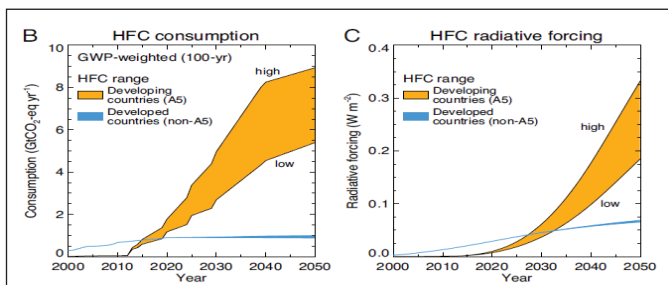 B
HFC consumption
GWP-weighted (100-yr)
HFC range
Developing
countries (A5)
Developed
countries (non-A5)
high
low
Consumption (GtCO2-eq yr-1)
10
8
6
4
2
0
2000 2010 2020 2030 2040 2050
Year
C
HFC radiative forcing
HFC range
Developing
countries (A5)
Developed
countries (non-A5)
high
low
Radiative forcing (W m-2)
0.4
0.3
0.2
0.1
0.0
2000 2010 2020 2030 2040 2050
Year